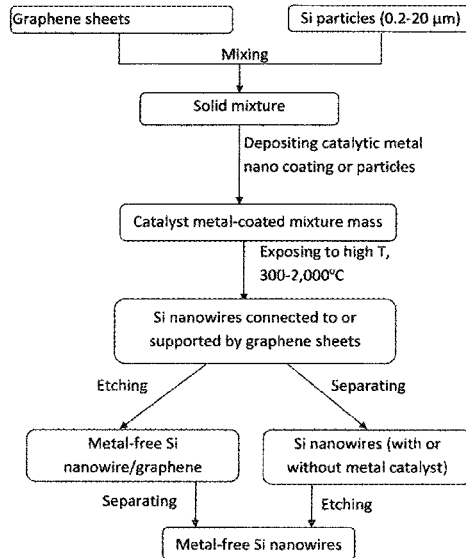 Graphene sheets
Si particles (0.2-20 μm)
Mixing
Solid mixture
Depositing catalytic metal
nano coating or particles
Catalyst metal-coated mixture mass
Exposing to high T,
300-2,000°C
Si nanowires connected to or
supported by graphene sheets
Etching
Separating
Metal-free Si
nanowire/graphene
Si nanowires (with or
without metal catalyst)
Separating
Etching
Metal-free Si nanowires